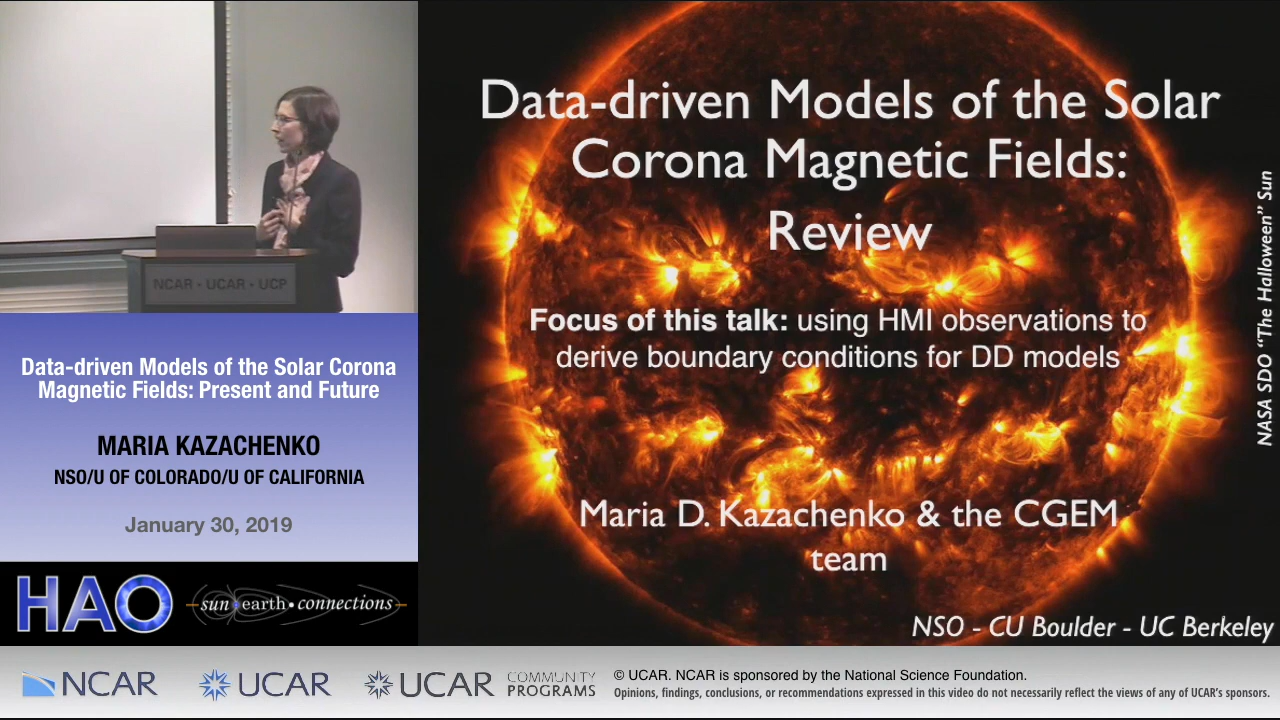 NCAR • UCAR • UCP
Data-driven Models of the Solar Corona
Magnetic Fields: Present and Future
MARIA KAZACHENKO
NSO/U OF COLORADO/U OF CALIFORNIA
January 30, 2019
HAO
sun•earth•connections
Data-driven Models of the Solar
Corona Magnetic Fields:
Review
Focus of this talk: using HMI observations to
derive boundary conditions for DD models
Maria D. Kazachenko & the CGEM
team
NSO - CU Boulder - UC Berkeley
NASA SDO “The Halloween” Sun
NCAR
UCAR
UCAR
COMMUNITY
PROGRAMS
© UCAR. NCAR is sponsored by the National Science Foundation.
Opinions, findings, conclusions, or recommendations expressed in this video do not necessarily reflect the views of any of UCAR's sponsors.